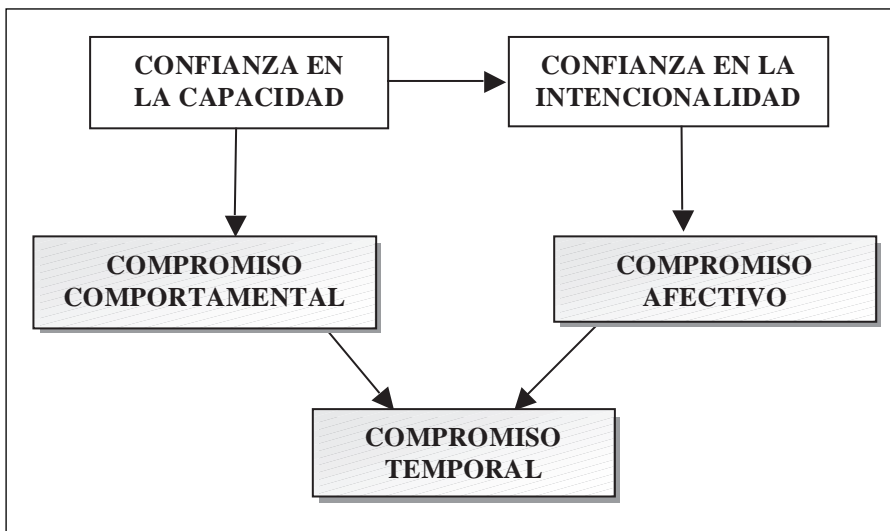 CONFIANZA EN
LA CAPACIDAD
CONFIANZA EN LA
INTENCIONALIDAD
COMPROMISO
COMPORTAMENTAL
COMPROMISO
AFECTIVO
COMPROMISO
TEMPORAL